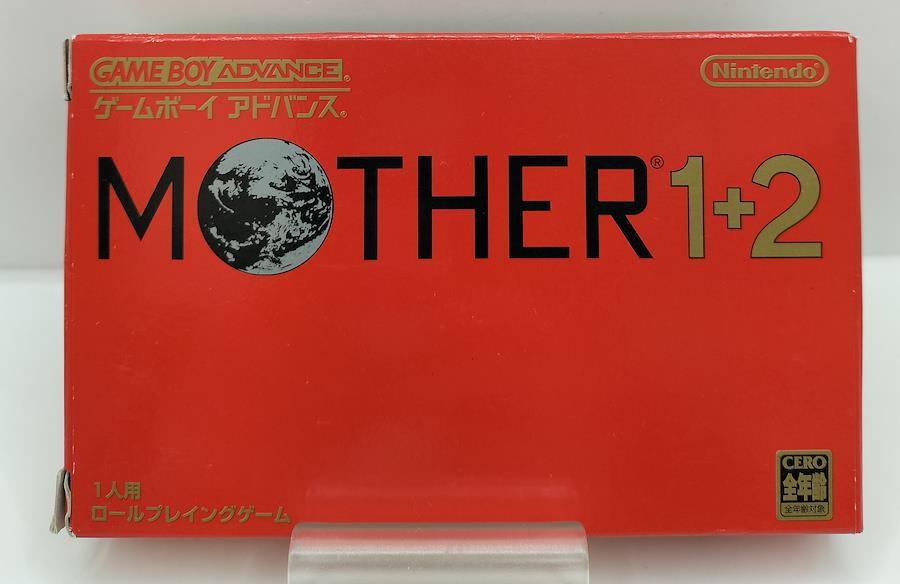 GAME BOY ADVANCE®
Nintendo®
ゲームボーイ アドバンス®
MOTHER® 1+2
1人用
ロールプレイングゲーム
CERO
全年齢
全年齢対象